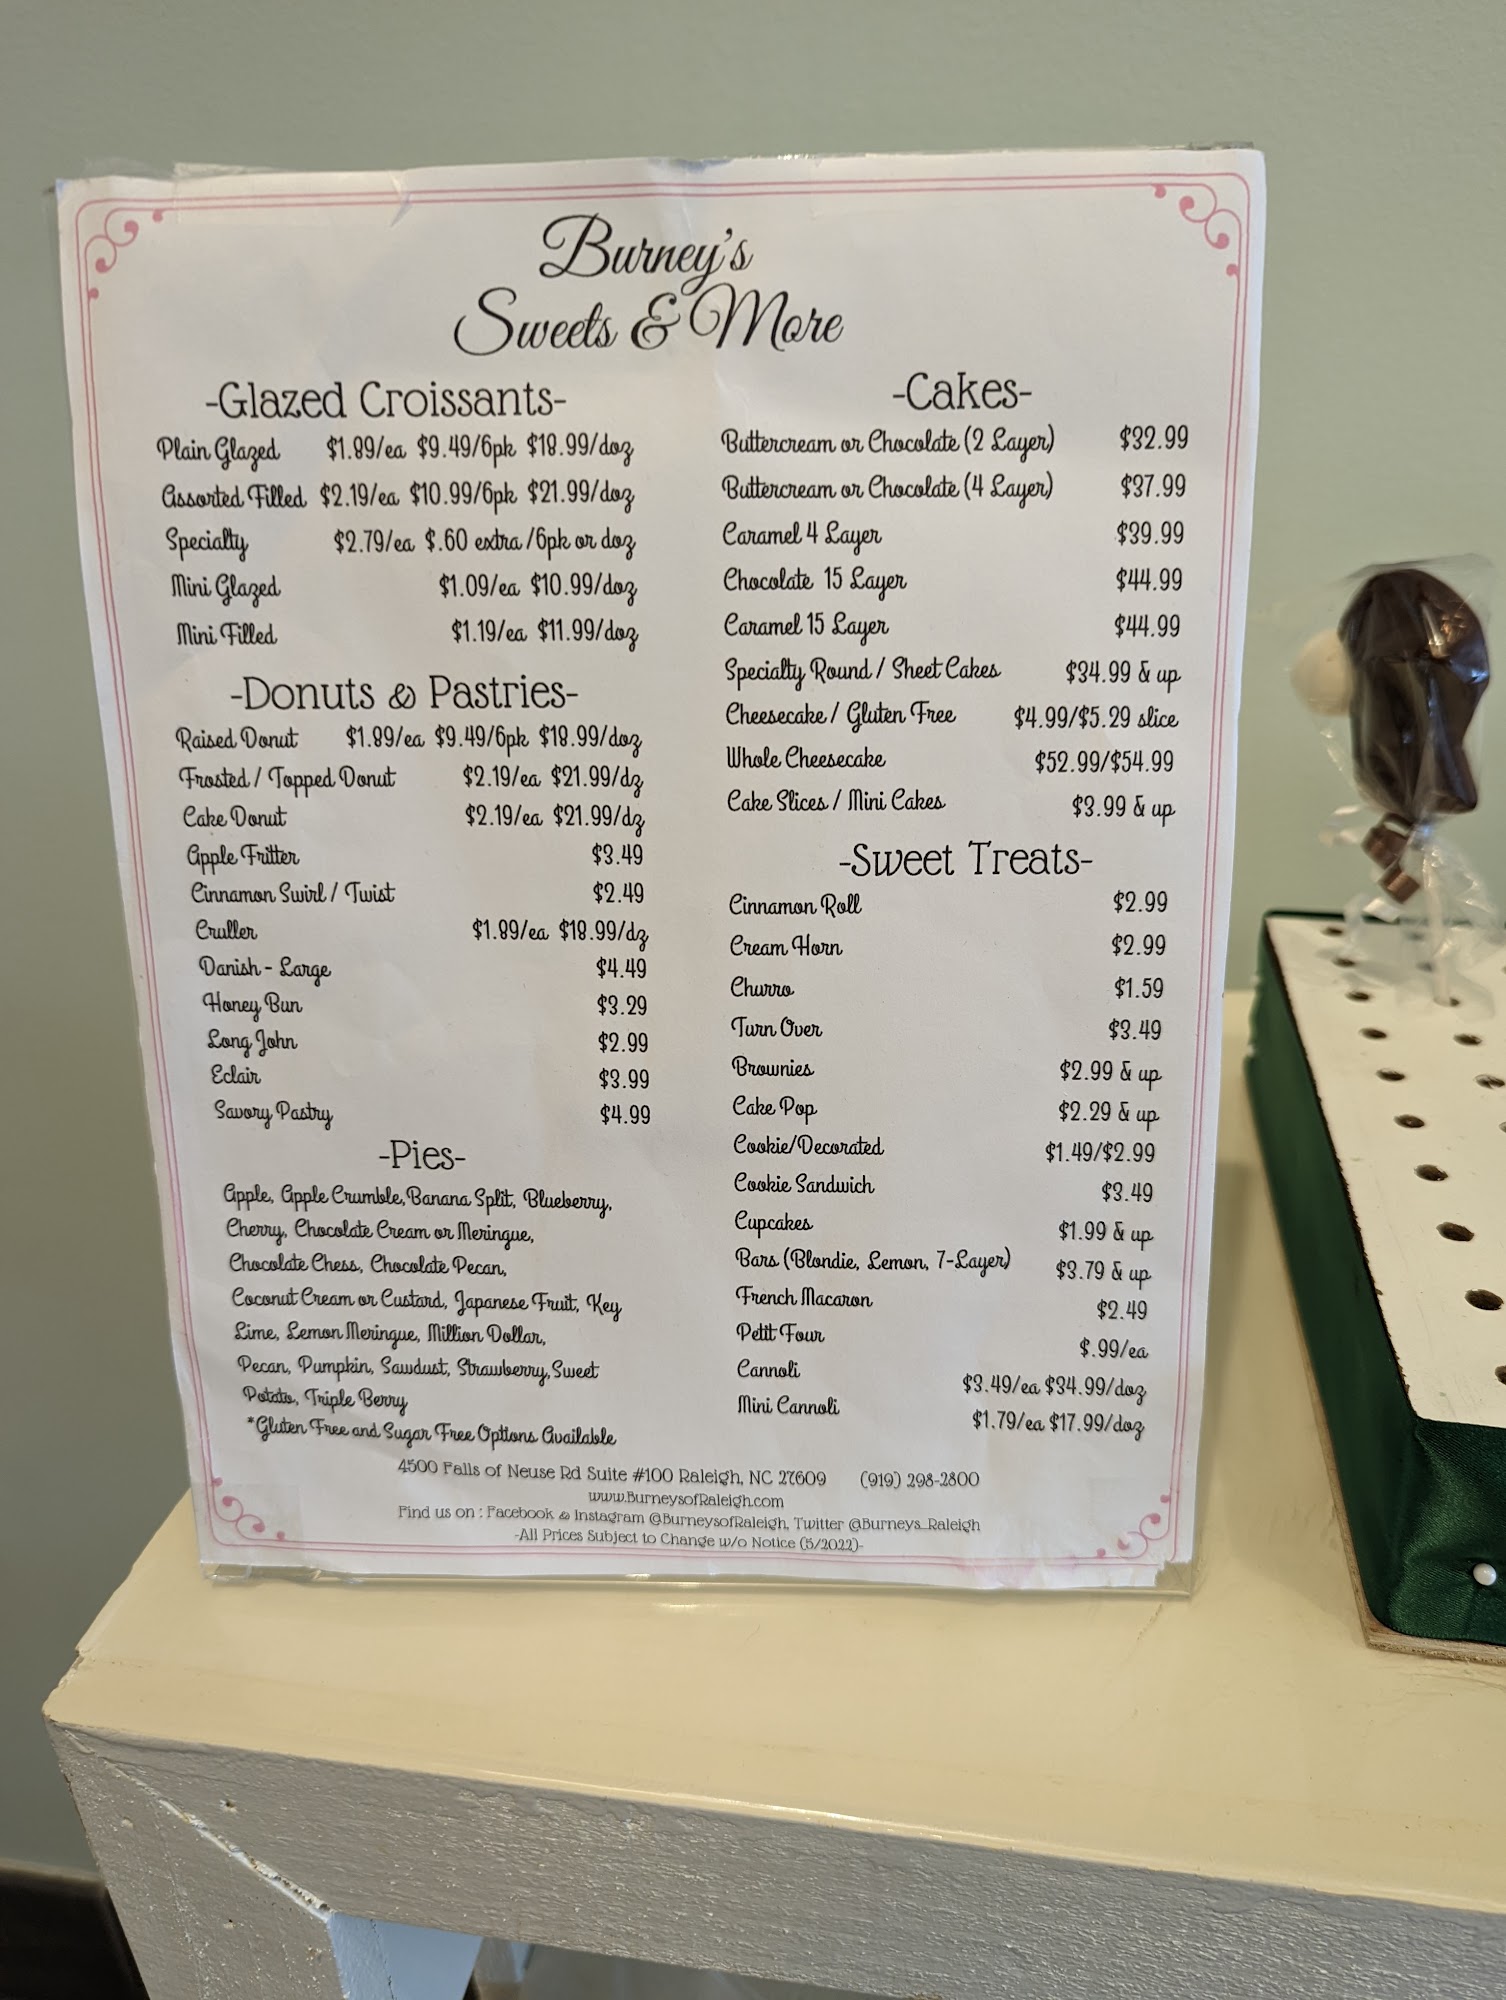 Burney's
Sweets & More
-Glazed Croissants-
Plain Glazed $1.89/ea $9.49/6pk $18.99/doz
Assorted Filled $2.19/ea $10.99/6pk $21.99/doz
Specialty $2.79/ea $.60 extra /6pk or doz
Mini Glazed $1.09/ea $10.99/doz
Mini Filled $1.19/ea $11.99/doz
-Donuts & Pastries-
Raised Donut $1.89/ea $9.49/6pk $18.99/doz
Frosted / Topped Donut $2.19/ea $21.99/dz
Cake Donut $2.19/ea $21.99/dz
Apple Fritter $3.49
Cinnamon Swirl / Twist $2.49
Cruller $1.89/ea $18.99/dz
Danish - Large $4.49
Honey Bun $3.29
Long John $2.99
Eclair $3.99
Savory Pastry $4.99
-Pies-
Apple, Apple Crumble, Banana Split, Blueberry,
Cherry, Chocolate Cream or Meringue,
Chocolate Chess, Chocolate Pecan,
Coconut Cream or Custard, Japanese Fruit, Key
Lime, Lemon Meringue, Million Dollar,
Pecan, Pumpkin, Sawdust, Strawberry, Sweet
Potato, Triple Berry
*Gluten Free and Sugar Free Options Available
-Cakes-
Buttercream or Chocolate (2 Layer) $32.99
Buttercream or Chocolate (4 Layer) $37.99
Caramel 4 Layer $39.99
Chocolate 15 Layer $44.99
Caramel 15 Layer $44.99
Specialty Round / Sheet Cakes $34.99 & up
Cheesecake / Gluten Free $4.99/$5.29 slice
Whole Cheesecake $52.99/$54.99
Cake Slices / Mini Cakes $3.99 & up
-Sweet Treats-
Cinnamon Roll $2.99
Cream Horn $2.99
Churro $1.59
Turn Over $3.49
Brownies $2.99 & up
Cake Pop $2.29 & up
Cookie/Decorated $1.49/$2.99
Cookie Sandwich $3.49
Cupcakes $1.99 & up
Bars (Blondie, Lemon, 7-Layer) $3.79 & up
French Macaron $2.49
Petit Four $.99/ea
Cannoli $3.49/ea $34.99/doz
Mini Cannoli $1.79/ea $17.99/doz
4500 Falls of Neuse Rd Suite #100 Raleigh, NC 27609 (919) 298-2800
www.BurneysofRaleigh.com
Find us on : Facebook & Instagram @BurneysofRaleigh, Twitter @Burneys_Raleigh
-All Prices Subject to Change w/o Notice (5/2022)-